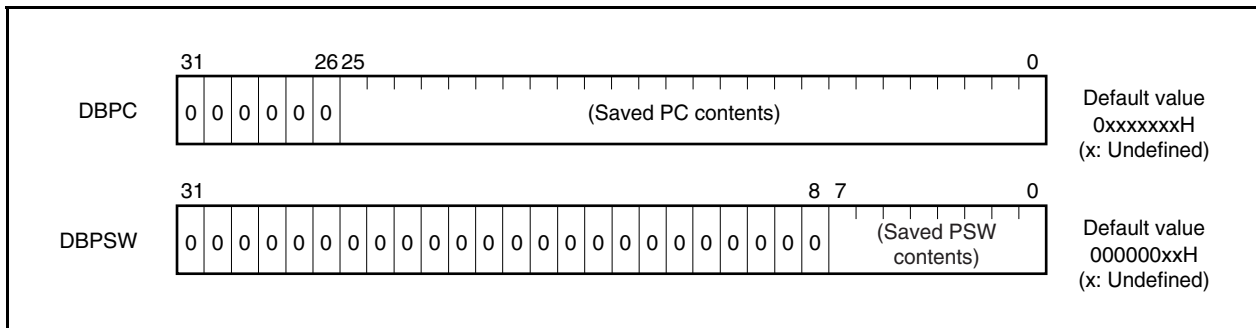 31 26 25 0
DBPC 0 0 0 0 0 0 (Saved PC contents)
Default value
0xxxxxxxH
(x: Undefined)
31 8 7 0
DBPSW 0 0 0 0 0 0 0 0 0 0 0 0 0 0 0 0 0 0 0 0 0 0 0 0 (Saved PSW
contents)
Default value
000000xxH
(x: Undefined)